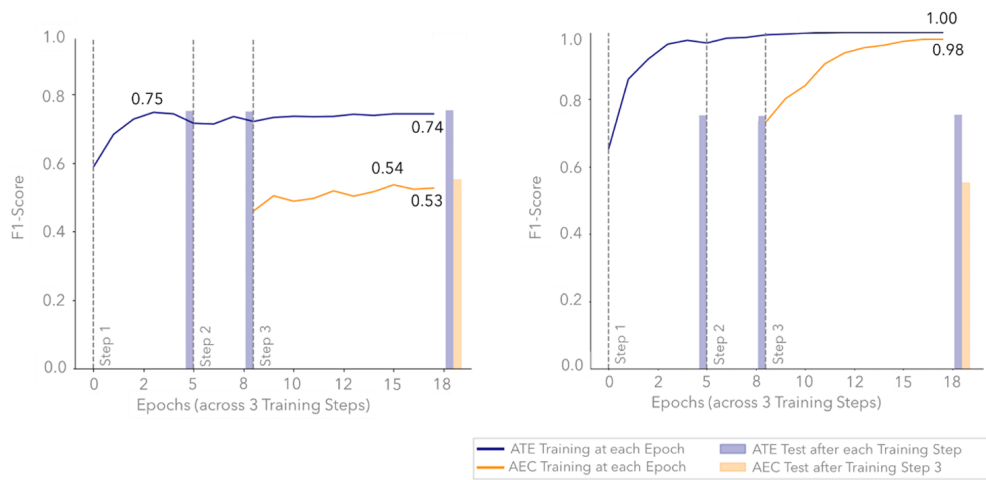 1.0
0.8
0.6
0.4
0.2
0.0
F1-Score
0.75
0.74
0.54
0.53
Step 1
Step 2
Step 3
0 2 5 8 10 12 15 18
Epochs (across 3 Training Steps)
1.0
0.8
0.6
0.4
0.2
0.0
F1-Score
1.00
0.98
Step 1
Step 2
Step 3
0 2 5 8 10 12 15 18
Epochs (across 3 Training Steps)
ATE Training at each Epoch
ATE Test after each Training Step
AEC Training at each Epoch
AEC Test after Training Step 3